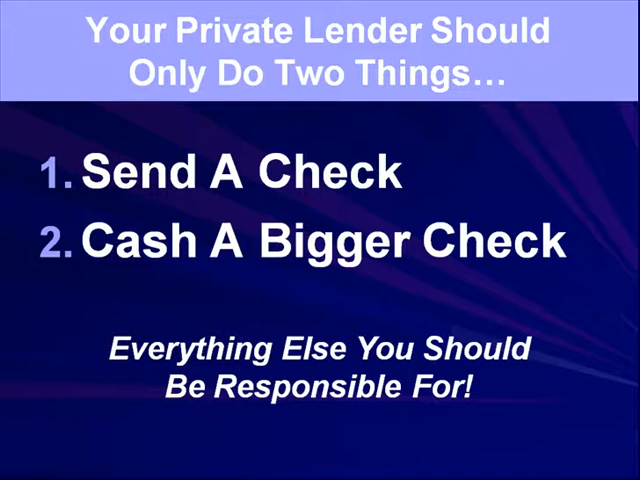 Your Private Lender Should
Only Do Two Things…
1. Send A Check
2. Cash A Bigger Check
Everything Else You Should
Be Responsible For!